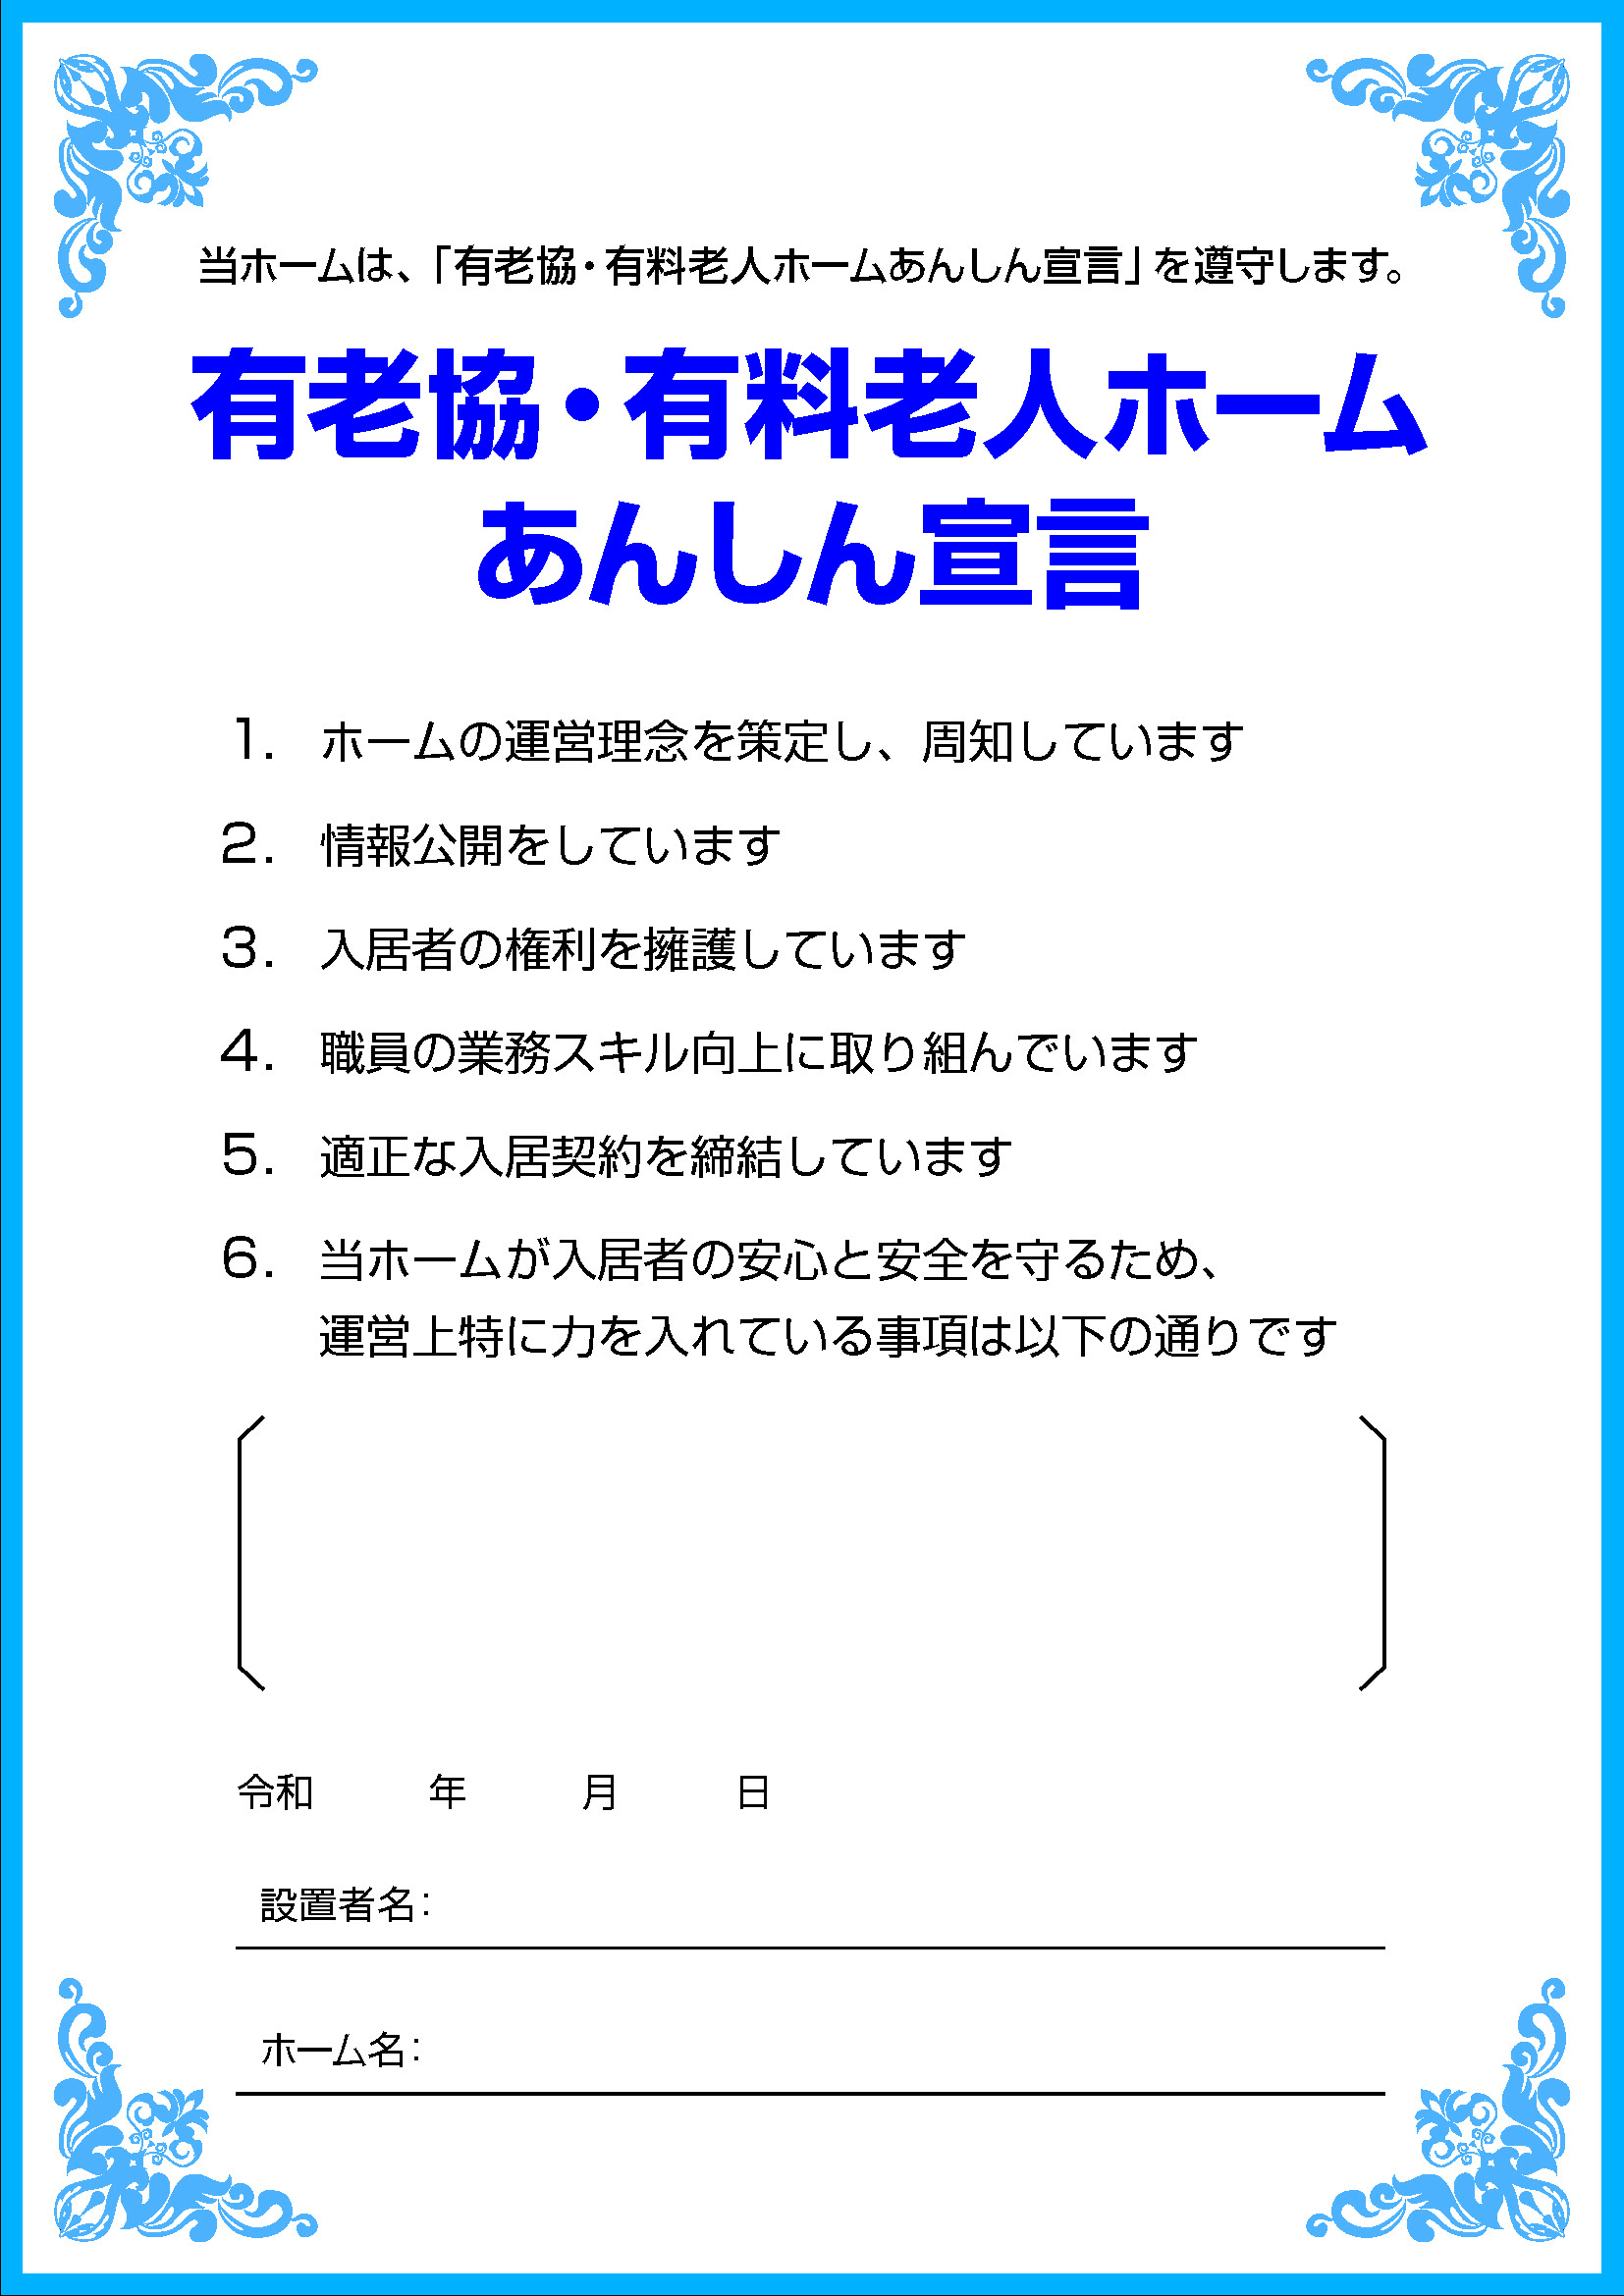 当ホームは、「有老協・有料老人ホームあんしん宣言」を遵守します。
有老協・有料老人ホーム
あんしん宣言
1. ホームの運営理念を策定し、周知しています
2. 情報公開をしています
3. 入居者の権利を擁護しています
4. 職員の業務スキル向上に取り組んでいます
5. 適正な入居契約を締結しています
6. 当ホームが入居者の安心と安全を守るため、
運営上特に力を入れている事項は以下の通りです
令和 年 月 日
設置者名:
ホーム名: